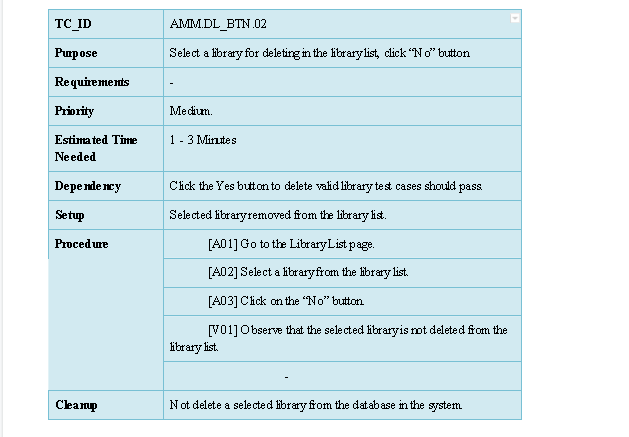 TC_ID AMM.DL_BTN.02
Purpose Select a library for deleting in the library list, click “No” button
Requirements -
Priority Medium.
Estimated Time 1 - 3 Minutes
Needed
Dependency Click the Yes button to delete valid library test cases should pass.
Setup Selected library removed from the library list.
Procedure [A01] Go to the Library List page.
[A02] Select a library from the library list.
[A03] Click on the “No” button.
[V01] Observe that the selected library is not deleted from the
library list.
-
Cleanup Not delete a selected library from the database in the system.